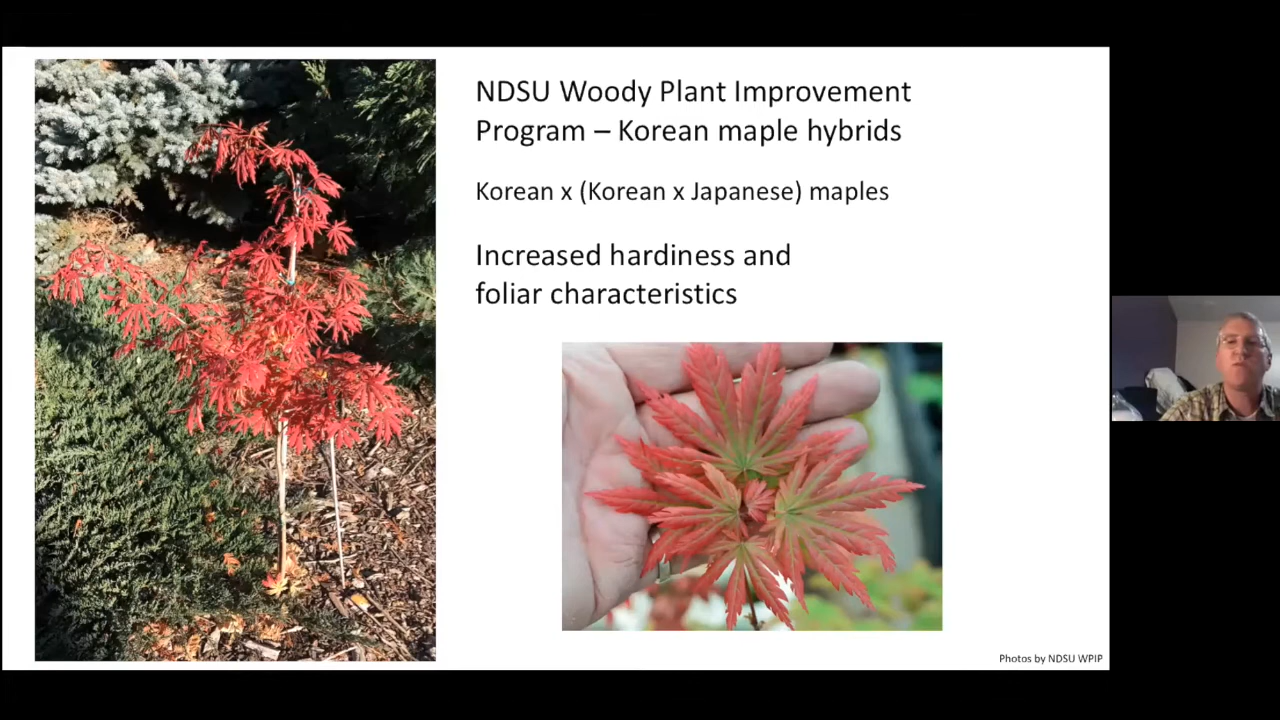 NDSU Woody Plant Improvement
Program – Korean maple hybrids
Korean x (Korean x Japanese) maples
Increased hardiness and
foliar characteristics
Photos by NDSU WPIP